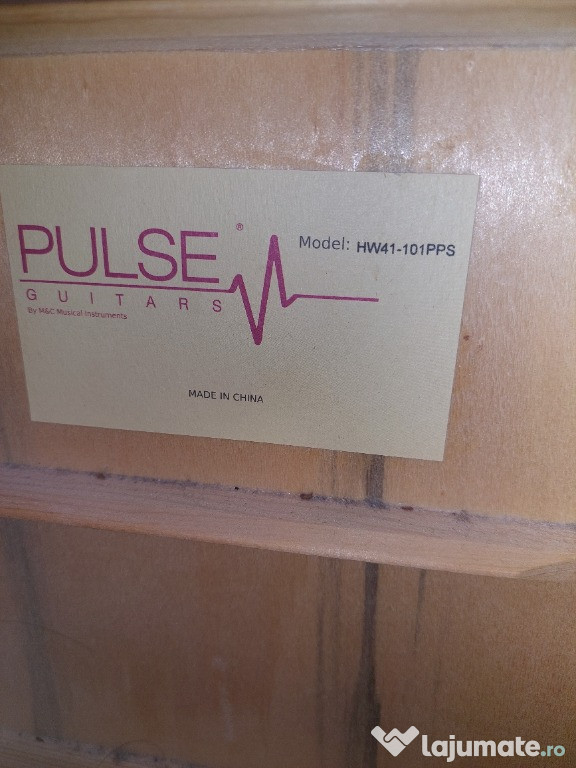 PULSE ®
Model: HW41-101PPS
GUITARS
By M&C Musical Instruments
MADE IN CHINA
lajumate.ro